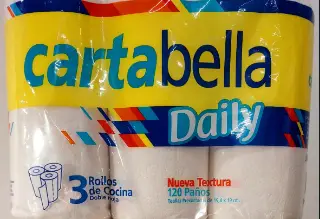 cartabella
Daily
3 Rollos
de Cocina
Doble Hoja
Nueva Textura
120 Paños